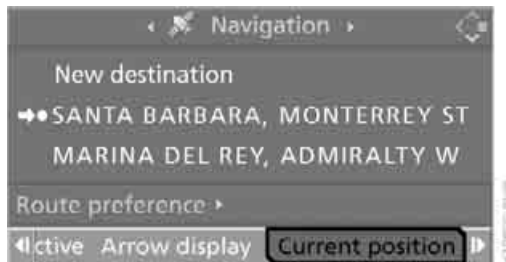 Navigation
New destination
SANTA BARBARA, MONTERREY ST
MARINA DEL REY, ADMIRALTY W
Route preference
ctive Arrow display Current position